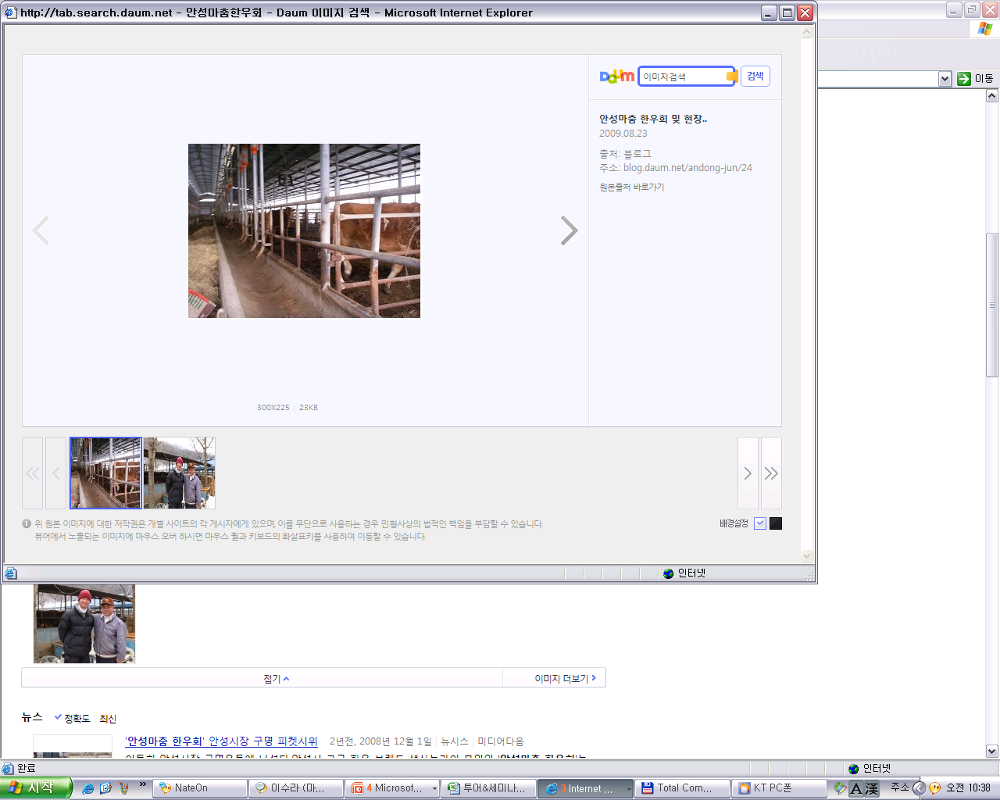 http://tab.search.daum.net - 안성마춤한우회 - Daum 이미지 검색 - Microsoft Internet Explorer
이동
Daum 이미지검색 검색
안성마춤 한우회 및 현장..
2009.08.23
출처: 블로그
주소: blog.daum.net/andong-jun/24
원본출처 바로가기
300X225 | 23KB
위 원본 이미지에 대한 저작권은 개별 사이트의 각 게시자에게 있으며, 이를 무단으로 사용하는 경우 민형사상의 법적인 책임을 부담할 수 있습니다.
뷰어에서 노출되는 이미지에 마우스 오버 하시면 마우스 휠과 키보드의 화살표키를 사용하여 이동할 수 있습니다.
배경설정
인터넷
접기 이미지 더보기
뉴스 정확도 | 최신
'안성마춤 한우회' 안성시장 구명 피켓시위 2년전, 2008년 12월 1일 | 뉴시스 | 미디어다음
완료 인터넷
시작 NateOn 이수라 (마... 4 Microsof... 투어&세미나... 3 Internet ... Total Com... KT PC폰 A 漢 주소 오전 10:38